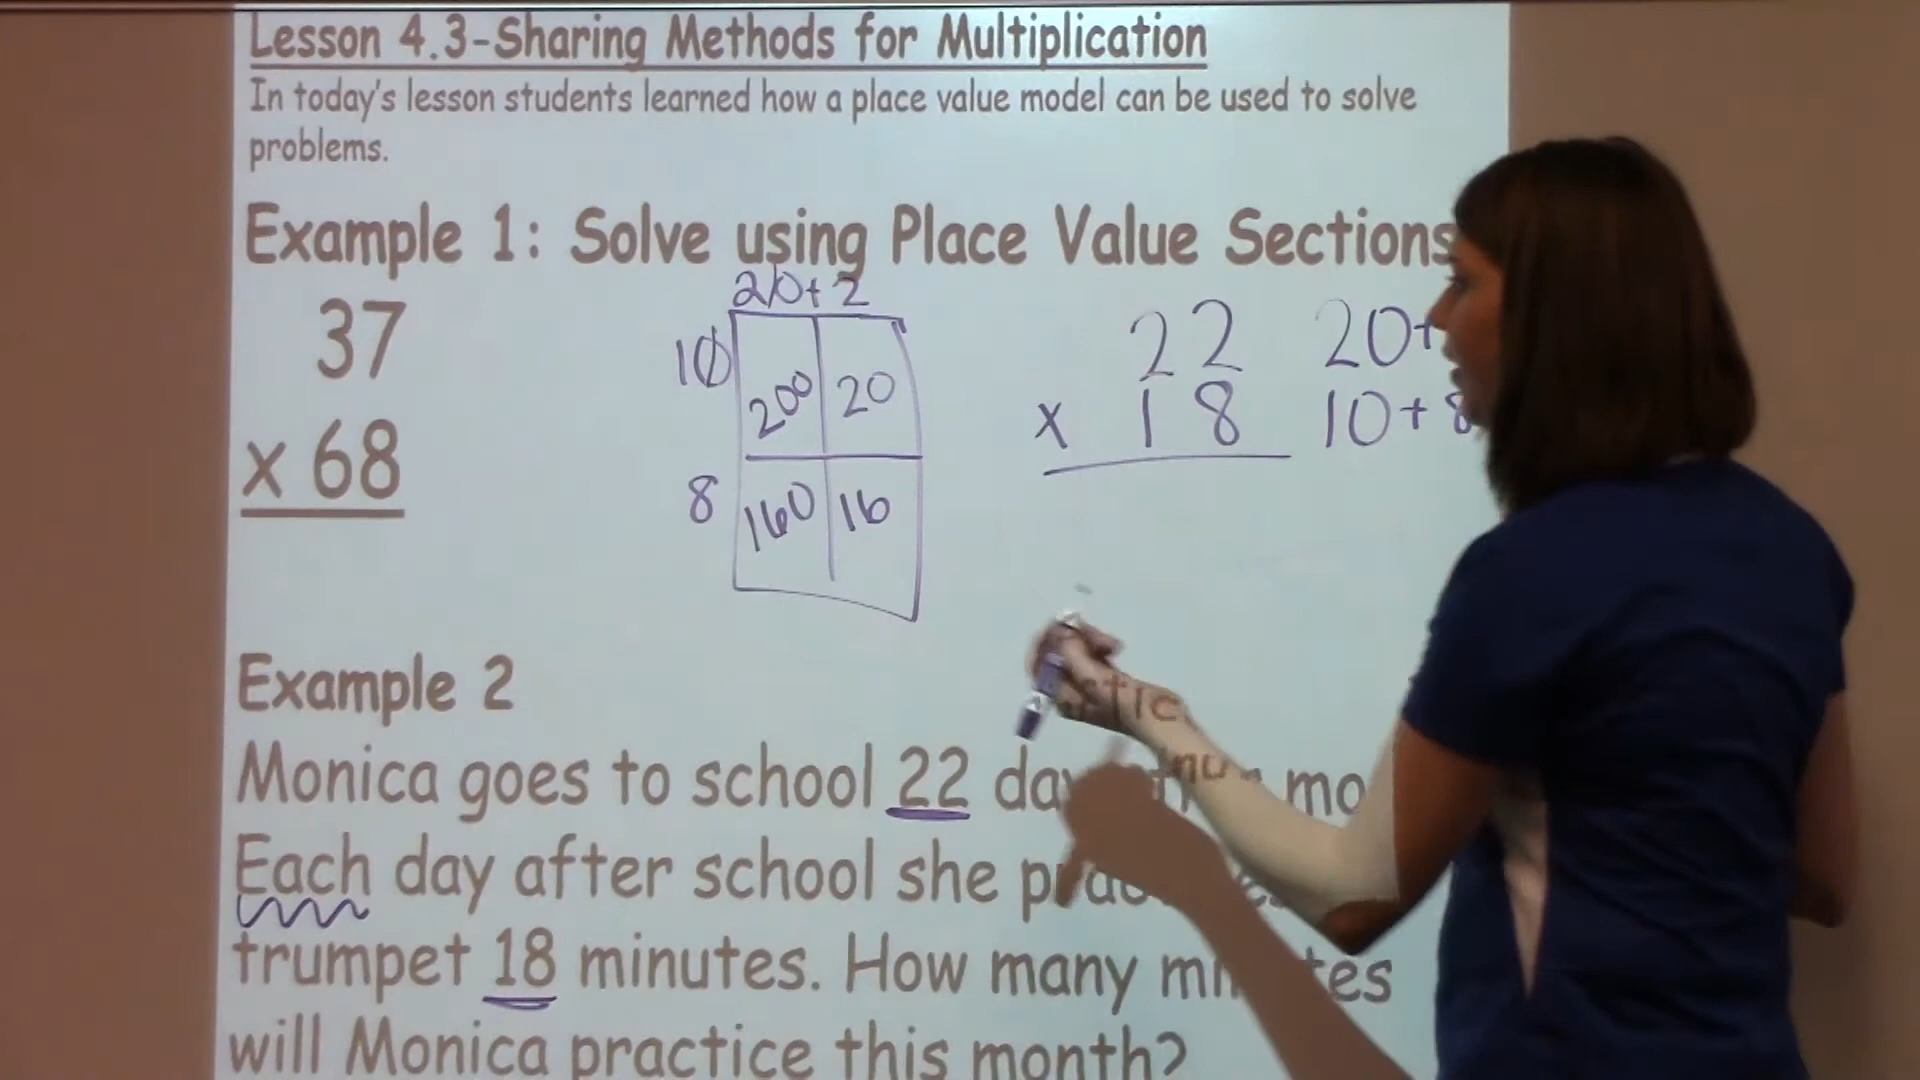 Lesson 4.3-Sharing Methods for Multiplication
In today's lesson students learned how a place value model can be used to solve
problems.
Example 1: Solve using Place Value Sections
37
x 68
20+2
10
200 20
8
160 16
22 20+
x 18 10+8
Example 2
Monica goes to school 22
Each day after school she
trumpet 18 minutes. How many
will Monica practice this month?